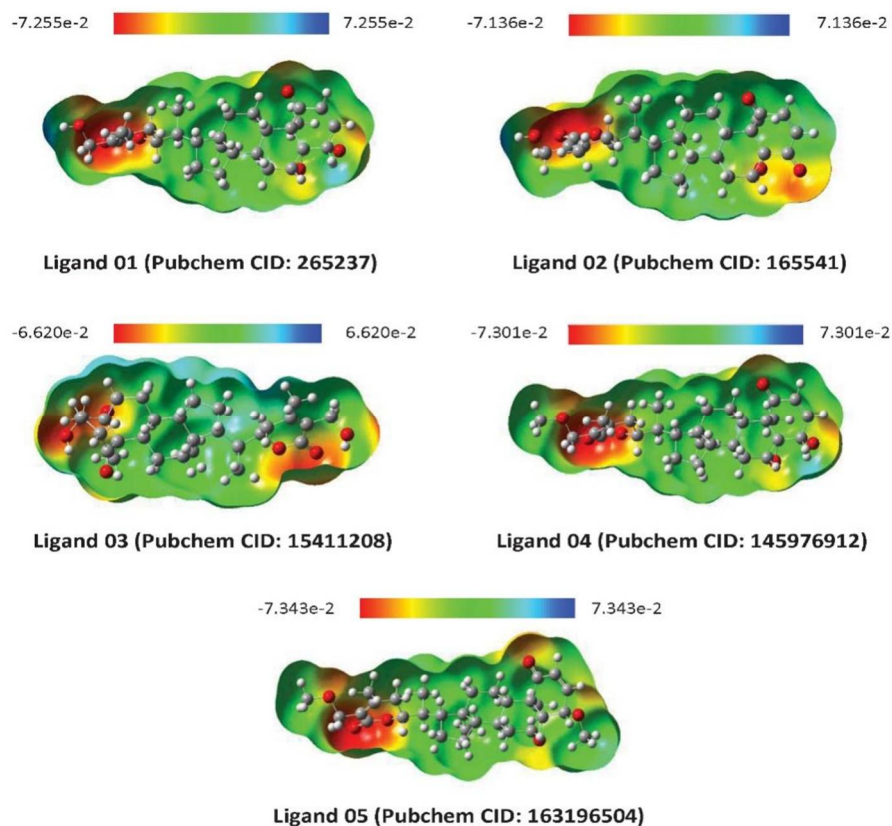 -7.255e-2 7.255e-2
-7.136e-2 7.136e-2
Ligand 01 (Pubchem CID: 265237)
Ligand 02 (Pubchem CID: 165541)
-6.620e-2 6.620e-2
-7.301e-2 7.301e-2
Ligand 03 (Pubchem CID: 15411208)
Ligand 04 (Pubchem CID: 145976912)
-7.343e-2 7.343e-2
Ligand 05 (Pubchem CID: 163196504)